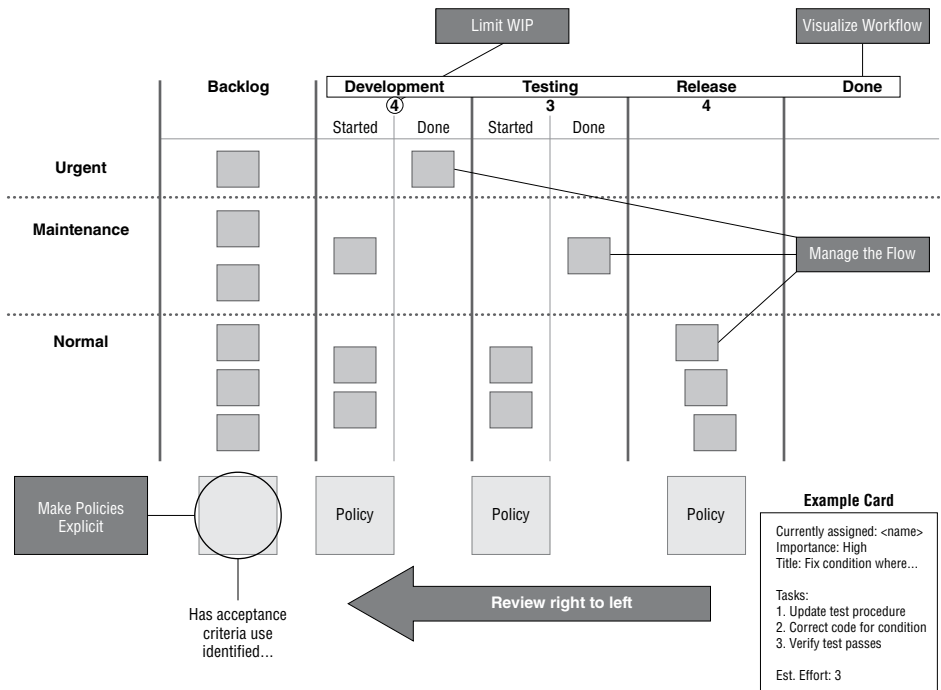 Limit WIP
Visualize Workflow
Backlog
Development
Testing
Release
Done
4
3
4
Started
Done
Started
Done
Urgent
Maintenance
Manage the Flow
Normal
Make Policies
Explicit
Policy
Policy
Policy
Has acceptance
criteria use
identified...
Review right to left
Example Card
Currently assigned: <name>
Importance: High
Title: Fix condition where...
Tasks:
1. Update test procedure
2. Correct code for condition
3. Verify test passes
Est. Effort: 3